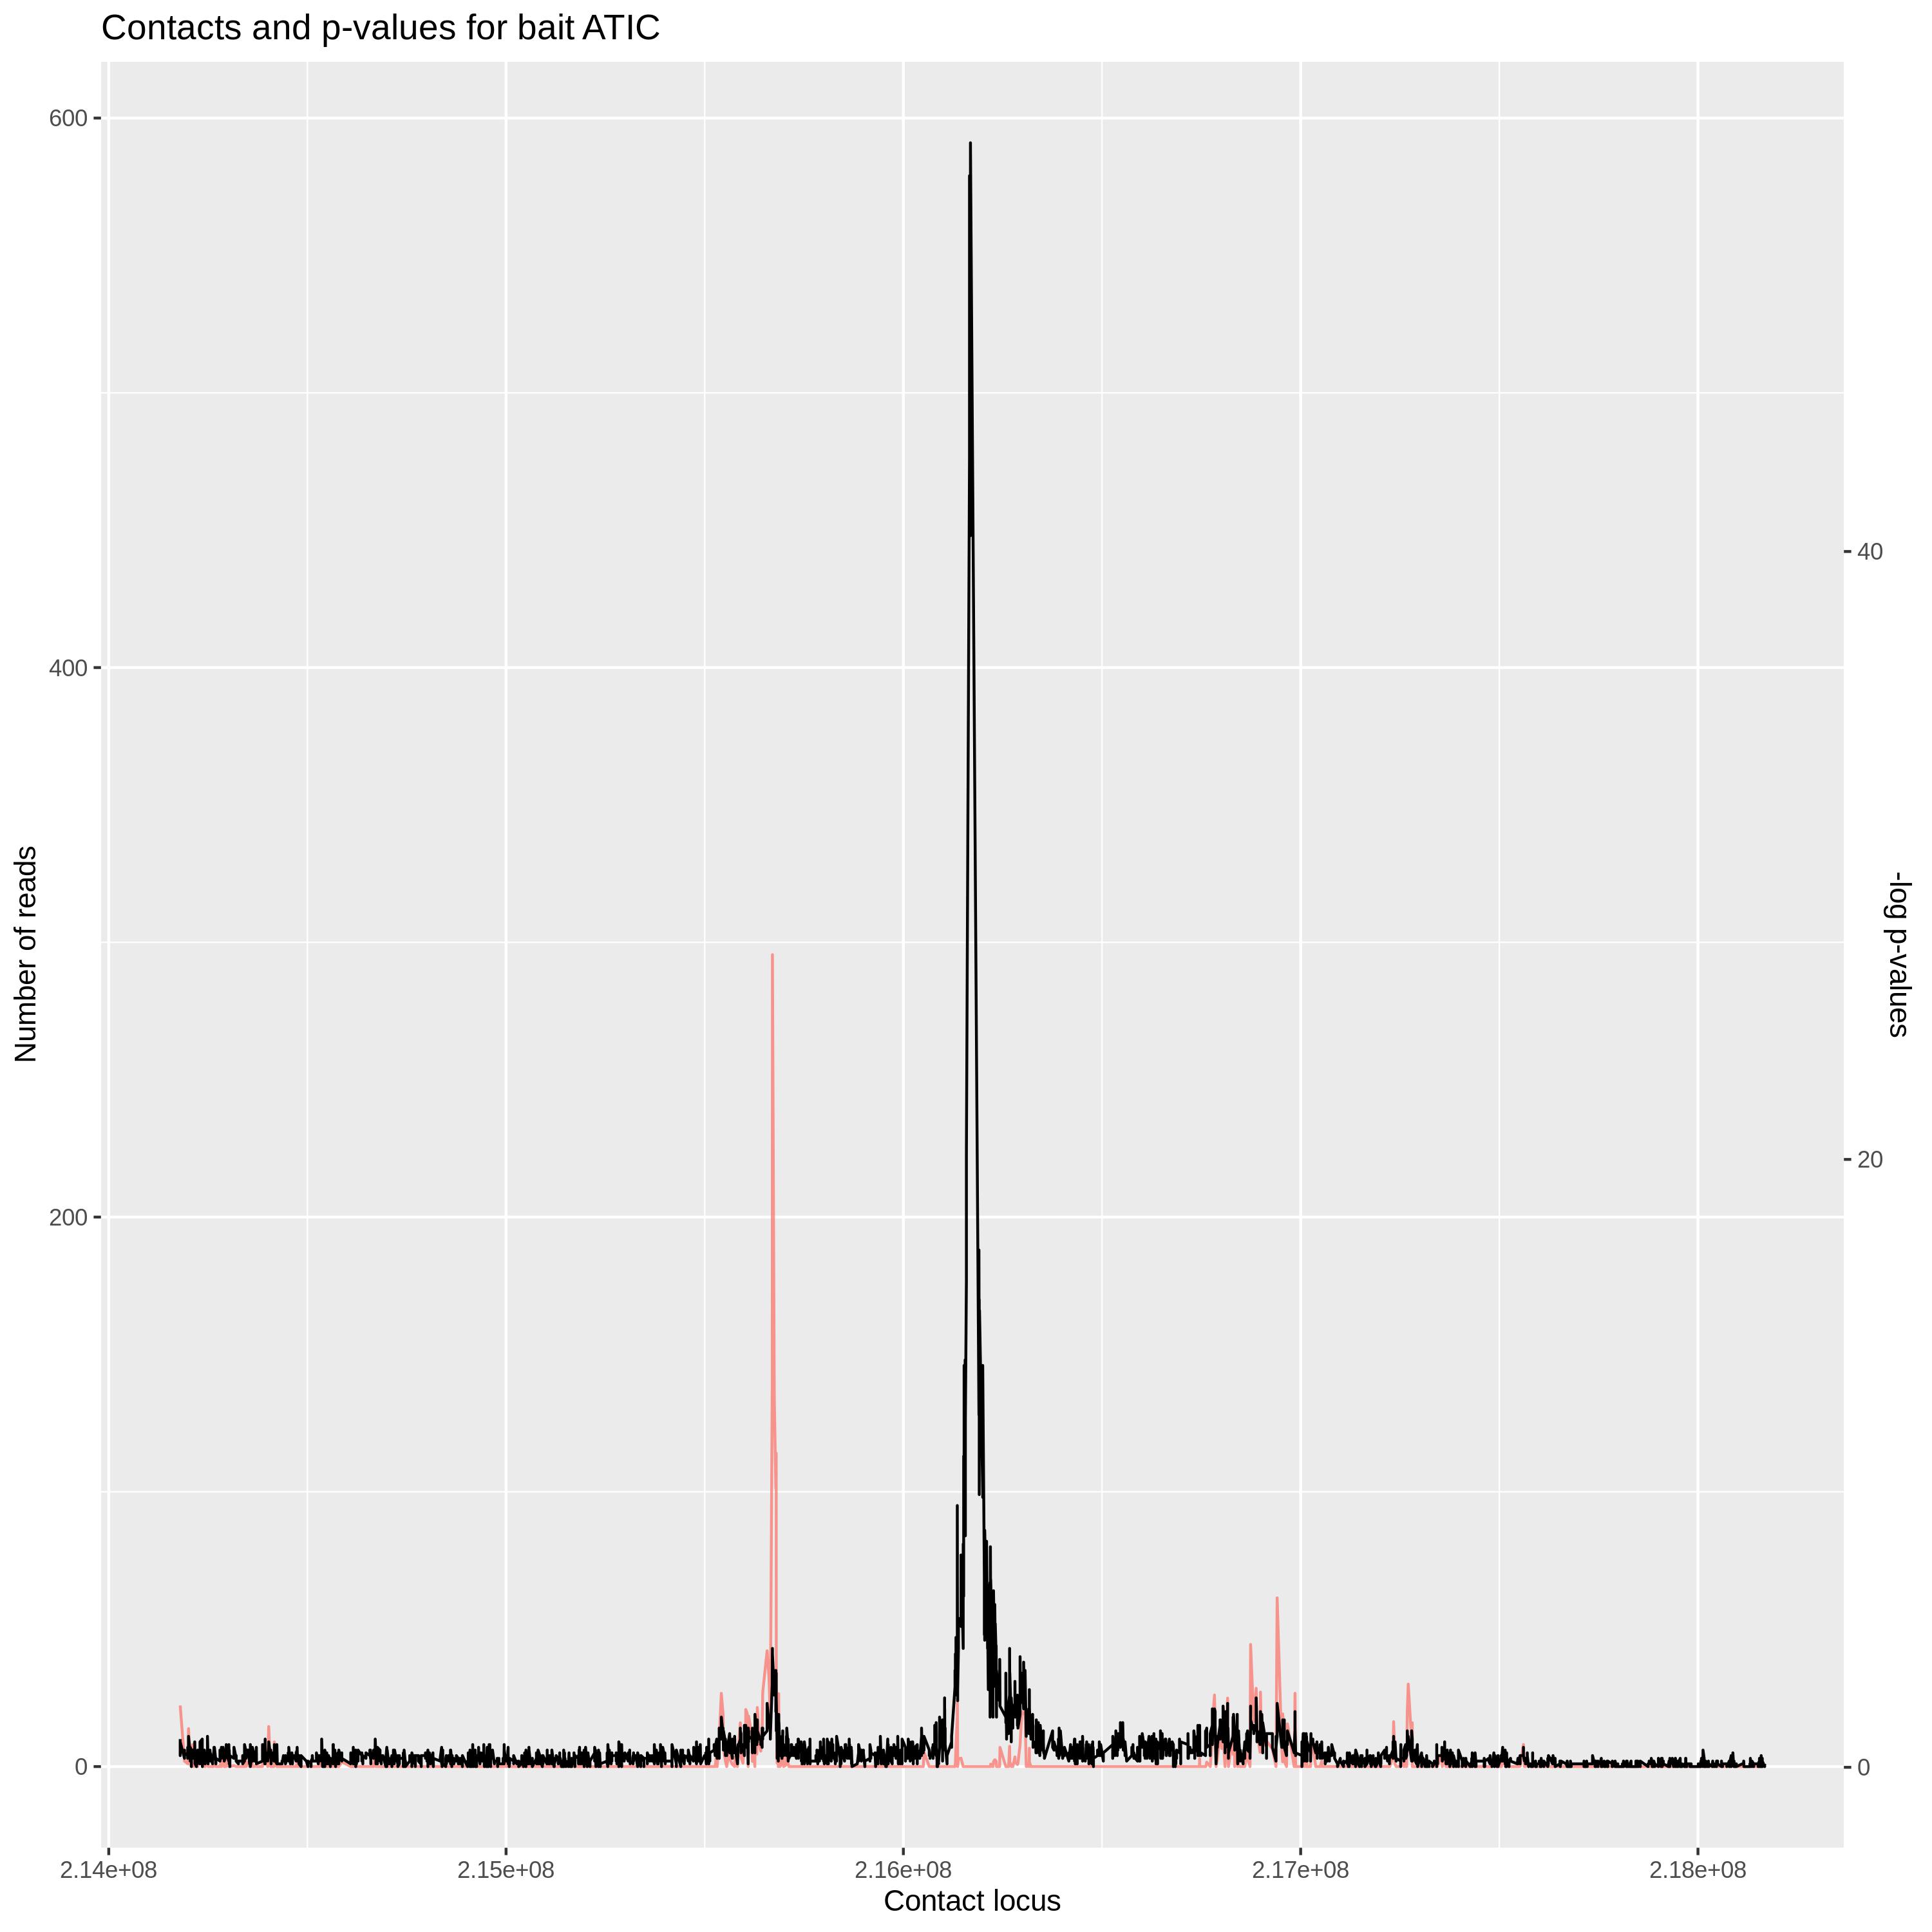 Contacts and p-values for bait ATIC
600
400
200
0
Number of reads
40
20
0
-log p-values
2.14e+08
2.15e+08
2.16e+08
2.17e+08
2.18e+08
Contact locus